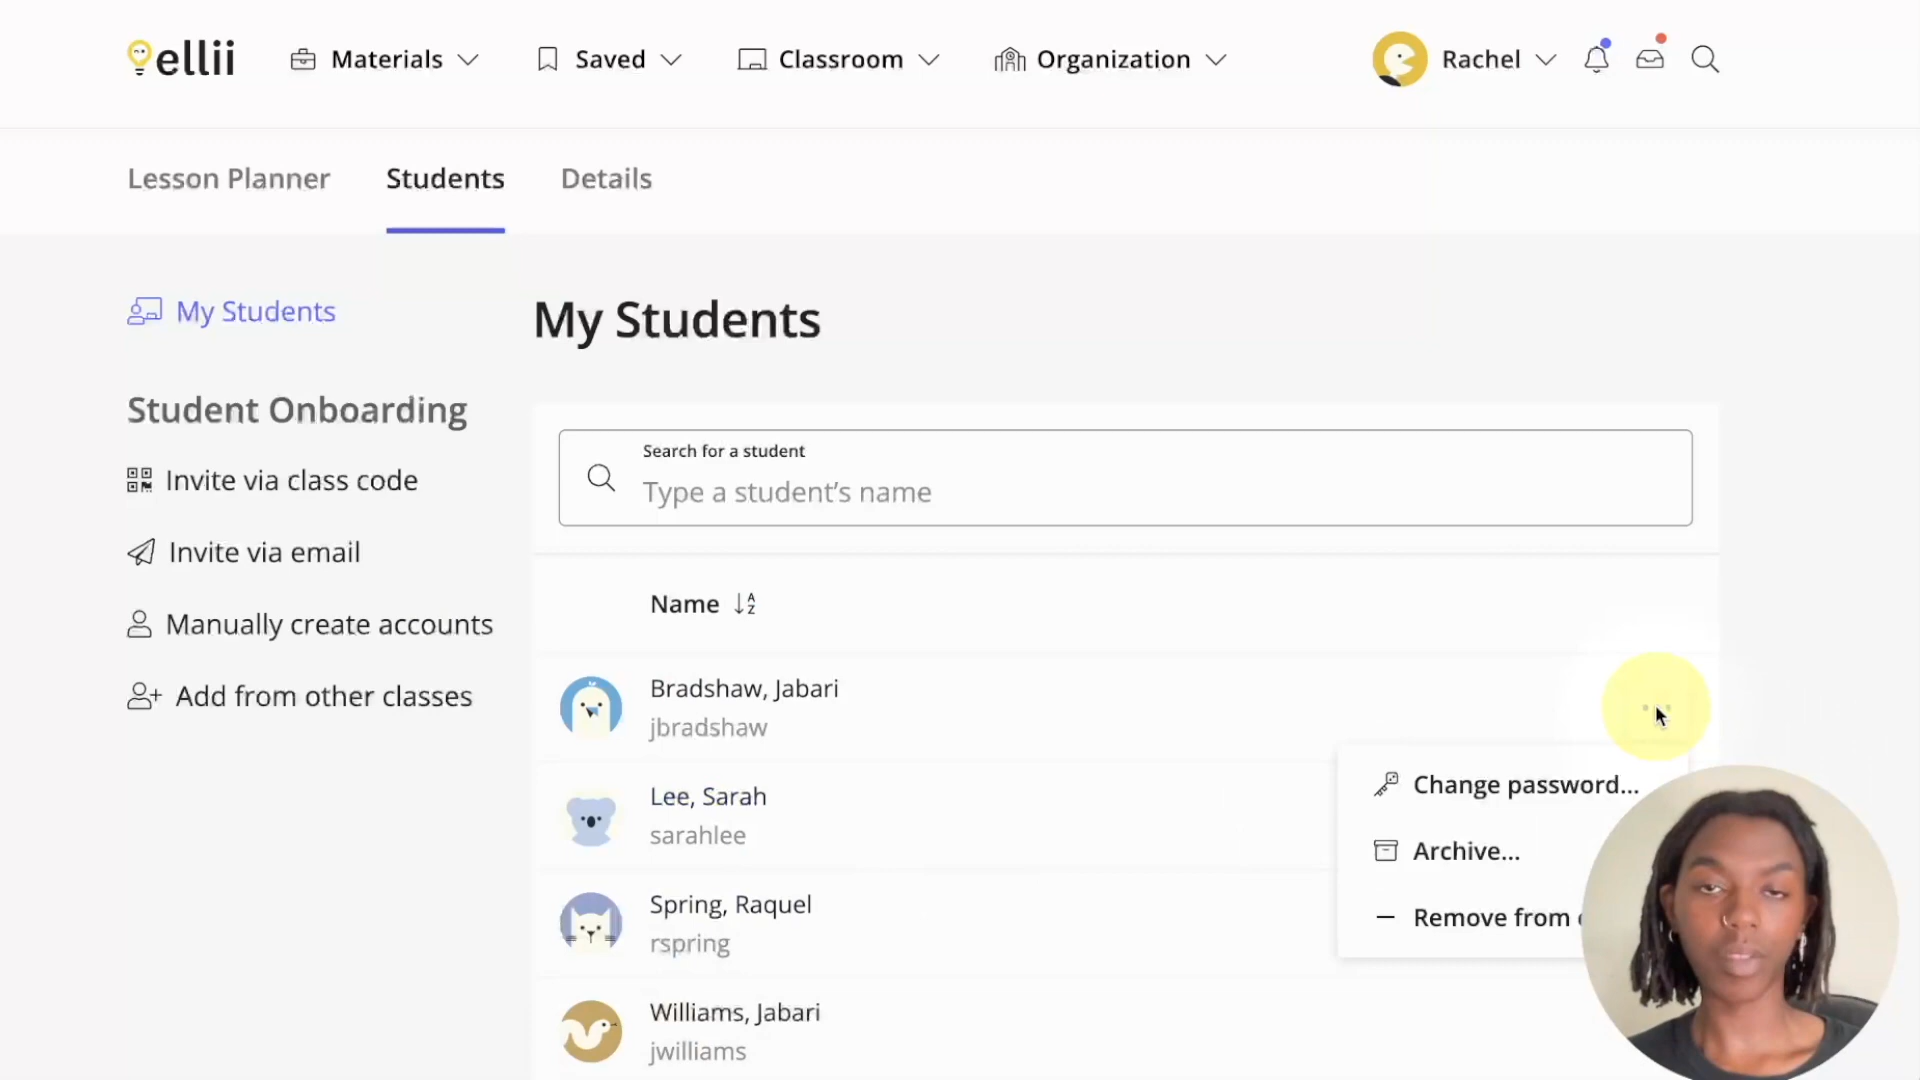 ellii
Materials
Saved
Classroom
Organization
Rachel
Lesson Planner
Students
Details
My Students
Student Onboarding
Invite via class code
Invite via email
Manually create accounts
Add from other classes
My Students
Search for a student
Type a student’s name
Name
Bradshaw, Jabari
jbradshaw
Lee, Sarah
sarahlee
Spring, Raquel
rspring
Williams, Jabari
jwilliams
Change password...
Archive...
Remove from